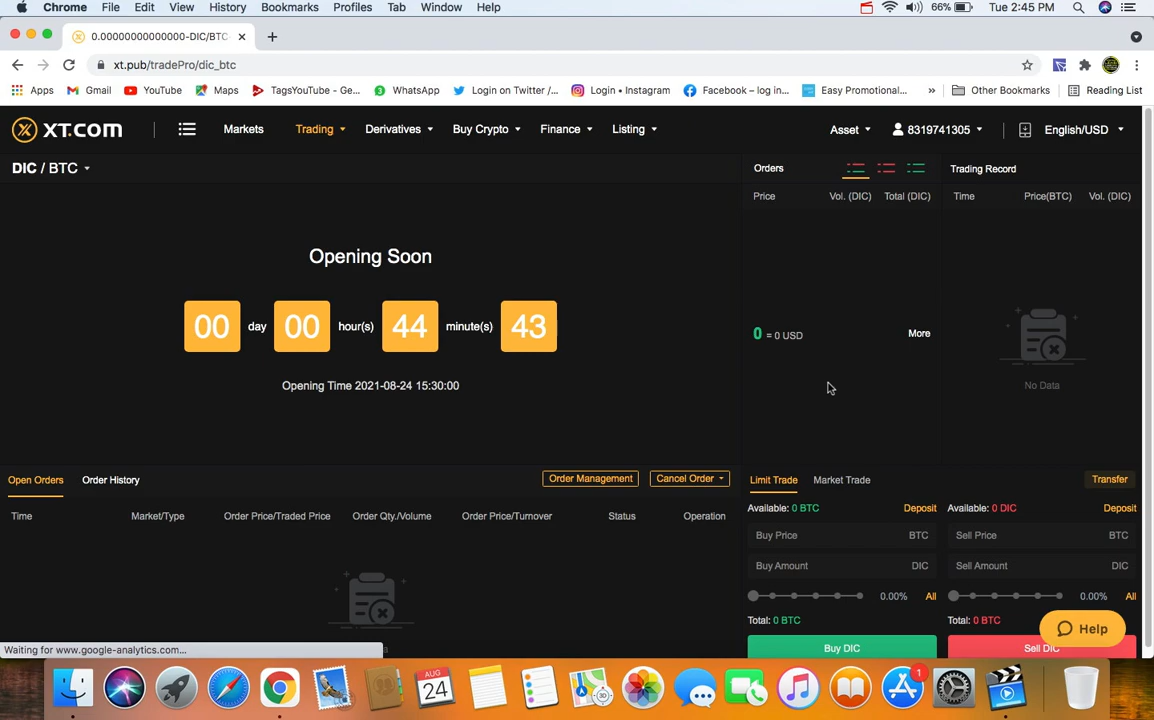 Chrome File Edit View History Bookmarks Profiles Tab Window Help 66% Tue 2:45 PM
0.00000000000000-DIC/BTC-
xt.pub/tradePro/dic_btc
Apps Gmail YouTube Maps TagsYouTube - Ge... WhatsApp Login on Twitter /... Login • Instagram Facebook – log in... Easy Promotional... » Other Bookmarks Reading List
XT.COM Markets Trading Derivatives Buy Crypto Finance Listing Asset 8319741305 English/USD
DIC / BTC
Orders
Trading Record
Price Vol. (DIC) Total (DIC)
Time Price(BTC) Vol. (DIC)
Opening Soon
00 day 00 hour(s) 44 minute(s) 43
Opening Time 2021-08-24 15:30:00
0 = 0 USD More
No Data
Open Orders Order History Order Management Cancel Order
Time Market/Type Order Price/Traded Price Order Qty./Volume Order Price/Turnover Status Operation
Limit Trade Market Trade Transfer
Available: 0 BTC Deposit Available: 0 DIC Deposit
Buy Price BTC Sell Price BTC
Buy Amount DIC Sell Amount DIC
0.00% All 0.00% All
Total: 0 BTC Total: 0 BTC
Help
Buy DIC Sell DIC
Waiting for www.google-analytics.com...
AUG
24
1